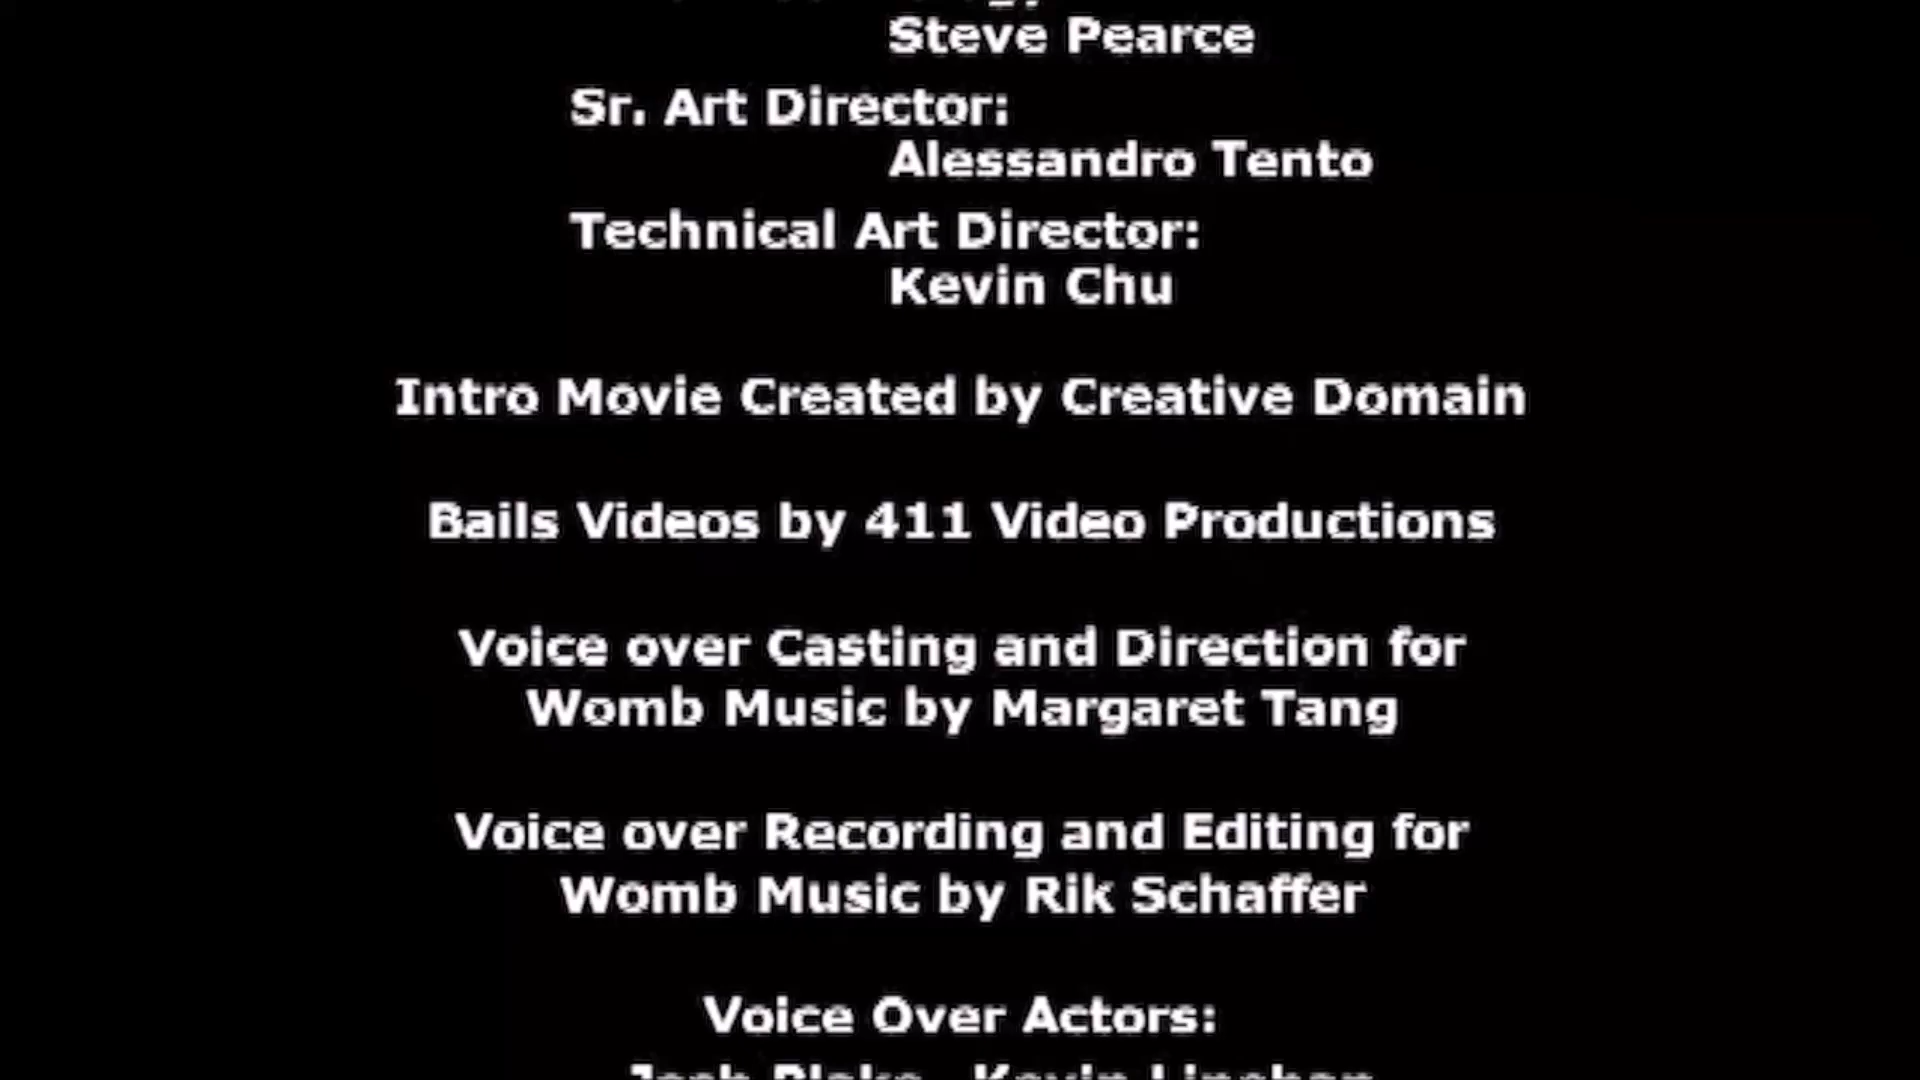 Steve Pearce
Sr. Art Director:
Alessandro Tento
Technical Art Director:
Kevin Chu
Intro Movie Created by Creative Domain
Bails Videos by 411 Video Productions
Voice over Casting and Direction for
Womb Music by Margaret Tang
Voice over Recording and Editing for
Womb Music by Rik Schaffer
Voice Over Actors: